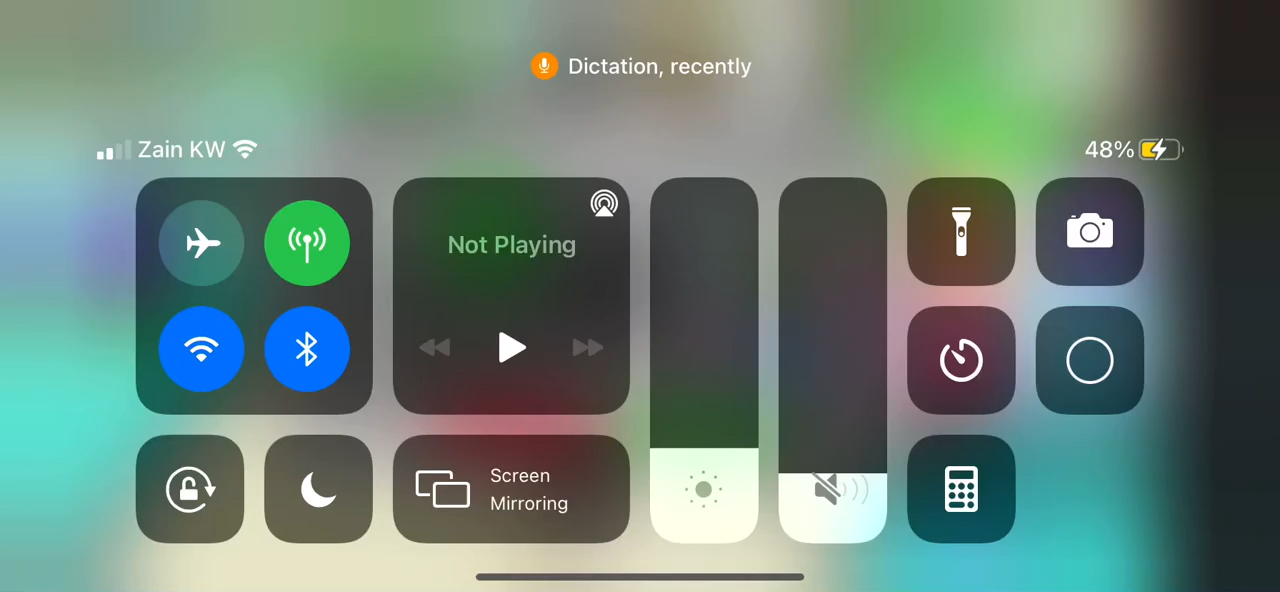 Dictation, recently
Zain KW
48%
Not Playing
Screen
Mirroring